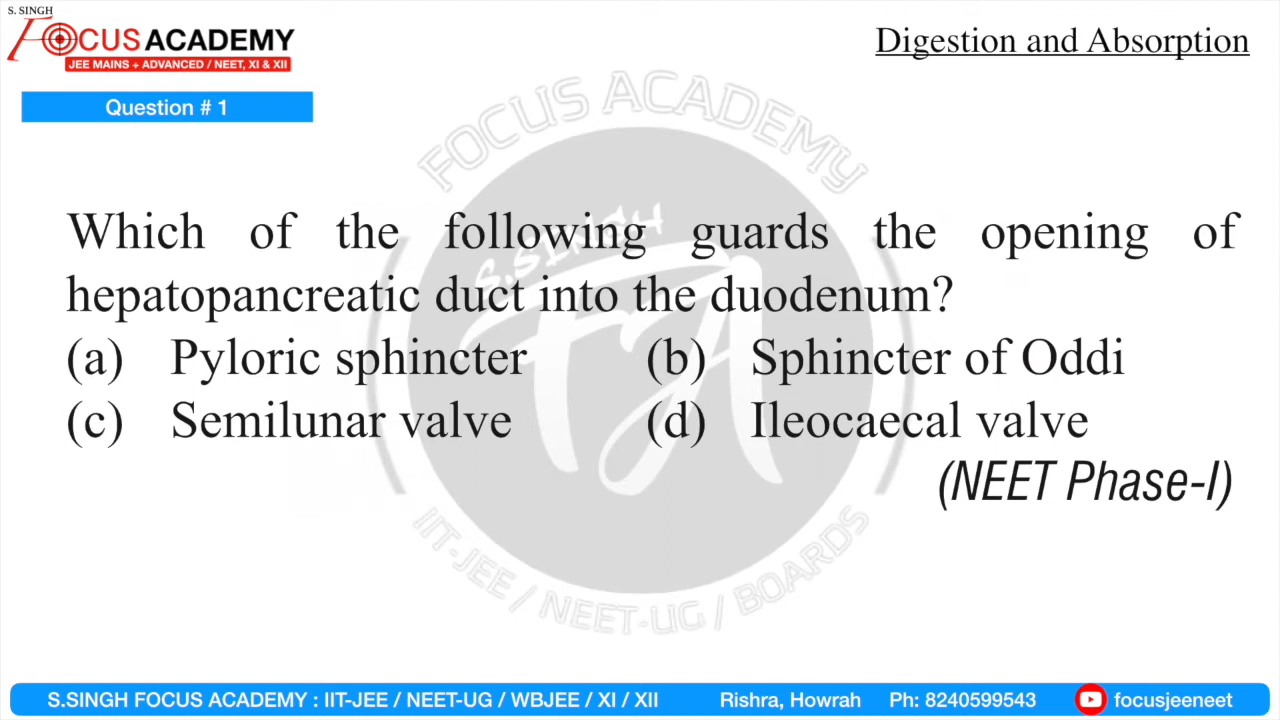 S. SINGH
FOCUS ACADEMY
JEE MAINS + ADVANCED / NEET, XI & XII
Digestion and Absorption
Question # 1
FOCUS ACADEMY
S.SINGH
FA
Which of the following guards the opening of
hepatopancreatic duct into the duodenum?
(a) Pyloric sphincter (b) Sphincter of Oddi
(c) Semilunar valve (d) Ileocaecal valve
(NEET Phase-I)
IIT-JEE / NEET-UG / BOARDS
S.SINGH FOCUS ACADEMY : IIT-JEE / NEET-UG / WBJEE / XI / XII Rishra, Howrah Ph: 8240599543 focusjeeneet